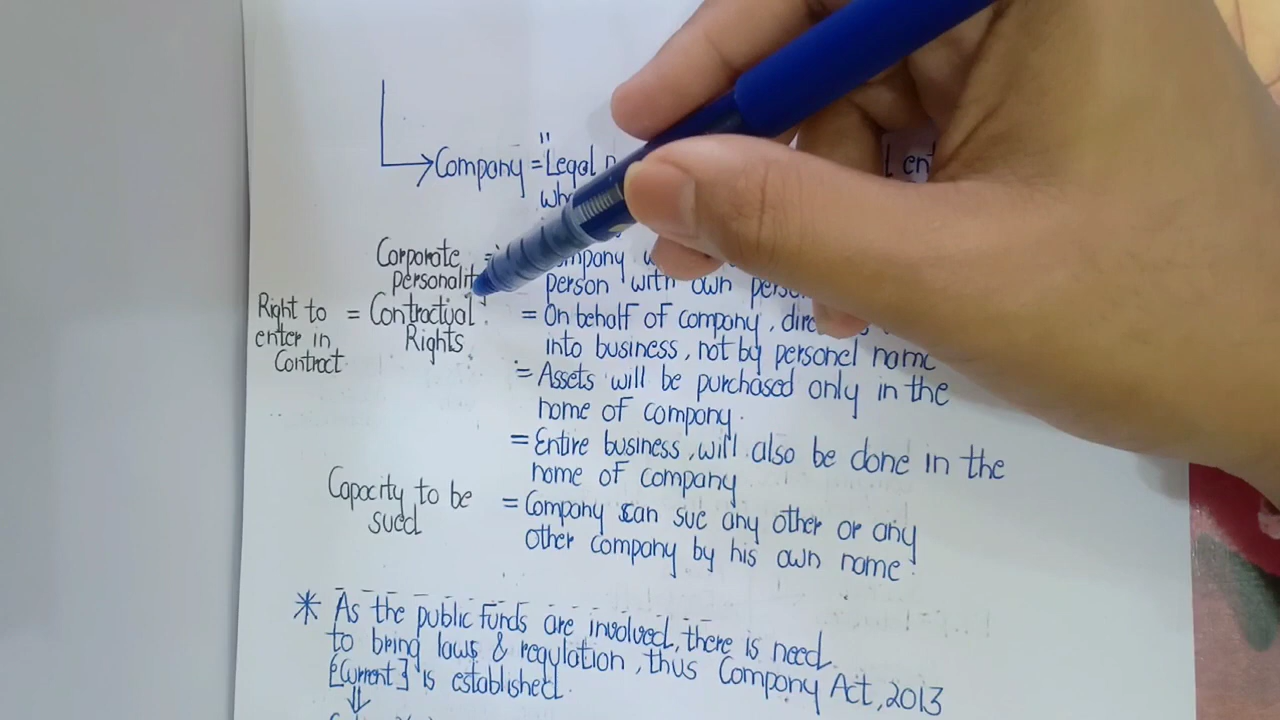 Company = "Legal
Corporate
personality
Company
person with own
Right to
enter in
Contract
= Contractual
Rights
= On behalf of company,
into business, not by personel name
= Assets will be purchased only in the
name of company.
= Entire business, will also be done in the
name of company
Capacity to be
sued
= Company can sue any other or any
other company by his own name.
* As the public funds are involved, there is need
to bring laws & regulation, thus Company Act, 2013
[Current] is established.